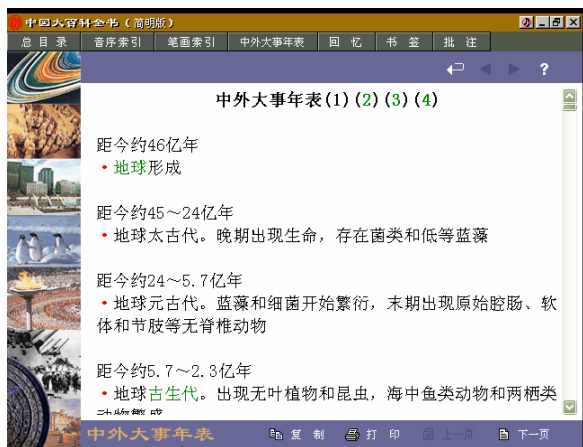 中国大百科全书(简明版)
总目录 音序索引 笔画索引 中外大事年表 回忆 书签 批注
?
中外大事年表(1)(2)(3)(4)
距今约46亿年
•地球形成
距今约45～24亿年
•地球太古代。晚期出现生命，存在菌类和低等蓝藻
距今约24～5.7亿年
•地球元古代。蓝藻和细菌开始繁衍，末期出现原始腔肠、软
体和节肢等无脊椎动物
距今约5.7～2.3亿年
•地球古生代。出现无叶植物和昆虫，海中鱼类动物和两栖类
中外大事年表 复制 打印 上一页 下一页